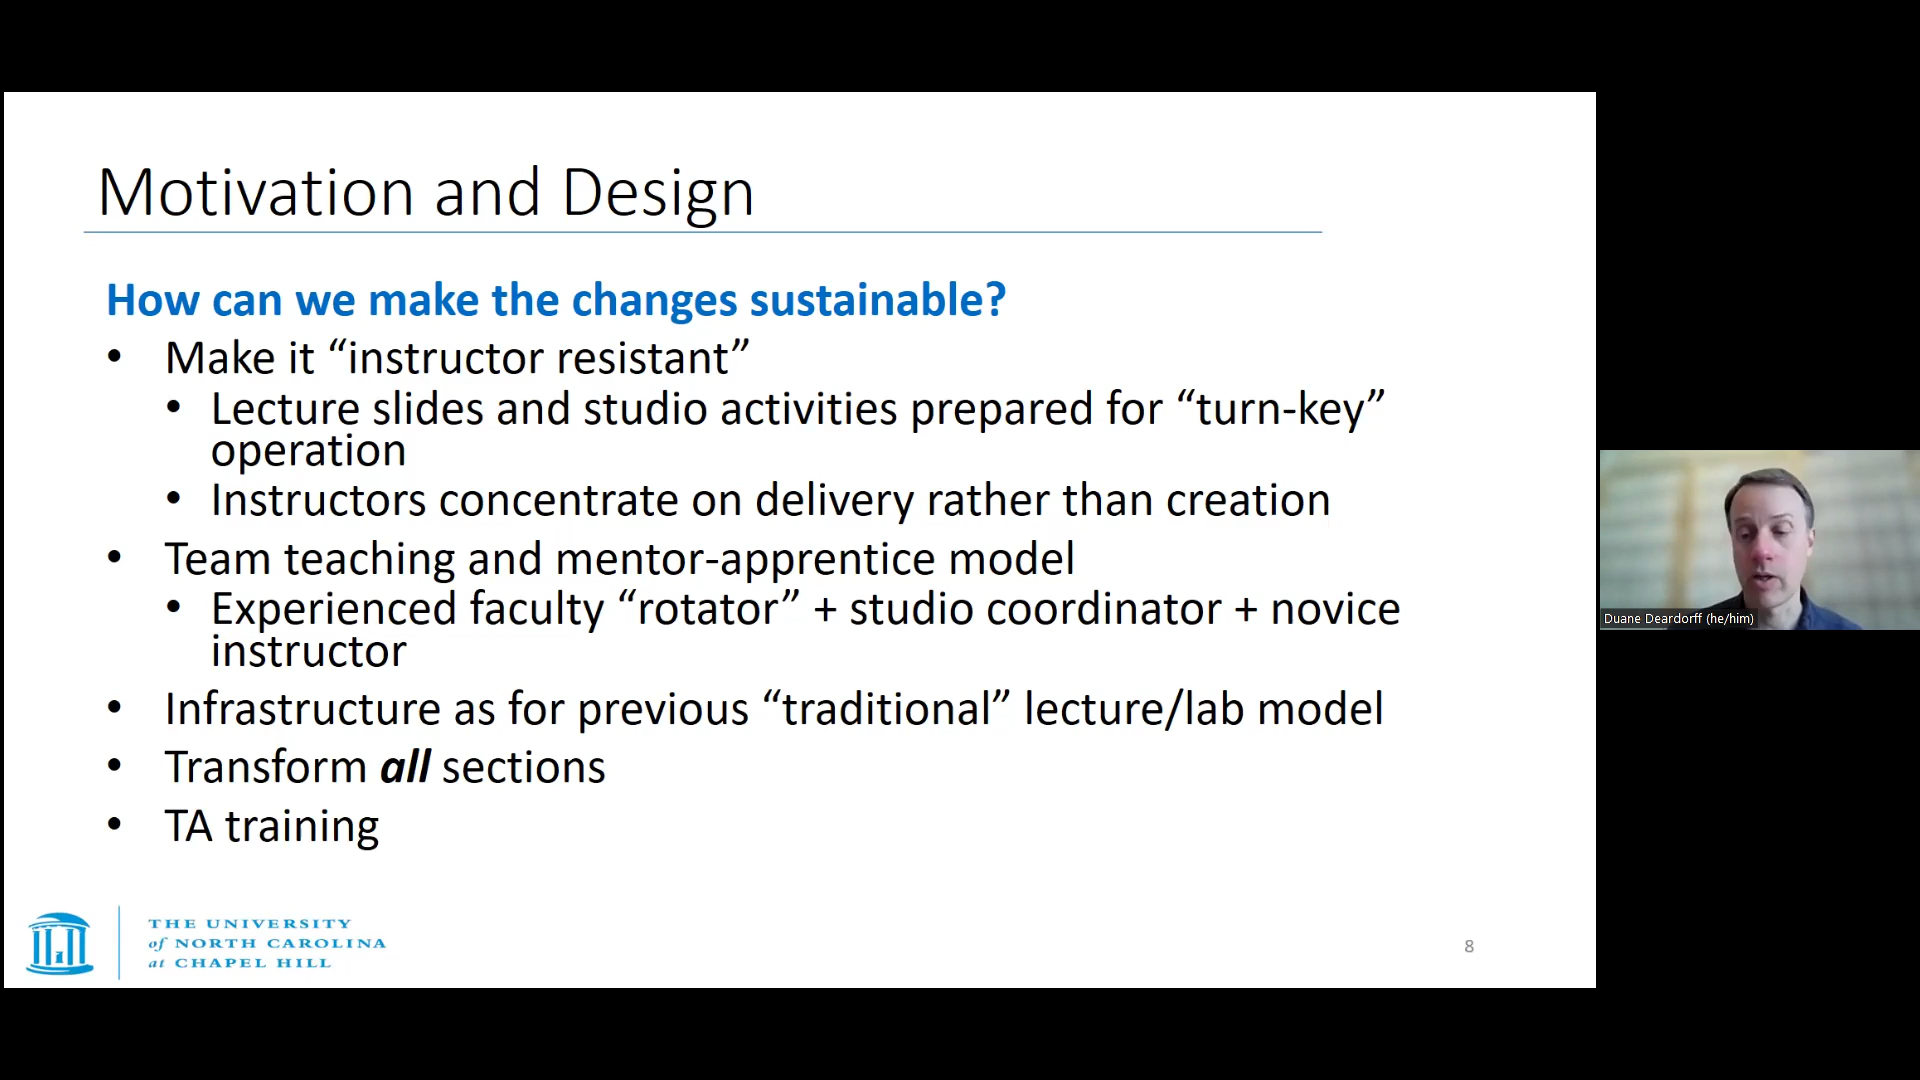 Motivation and Design
How can we make the changes sustainable?
• Make it “instructor resistant”
• Lecture slides and studio activities prepared for “turn-key”
operation
• Instructors concentrate on delivery rather than creation
• Team teaching and mentor-apprentice model
• Experienced faculty “rotator” + studio coordinator + novice
instructor
• Infrastructure as for previous “traditional” lecture/lab model
• Transform all sections
• TA training
THE UNIVERSITY
of NORTH CAROLINA
at CHAPEL HILL
8
Duane Deardorff (he/him)